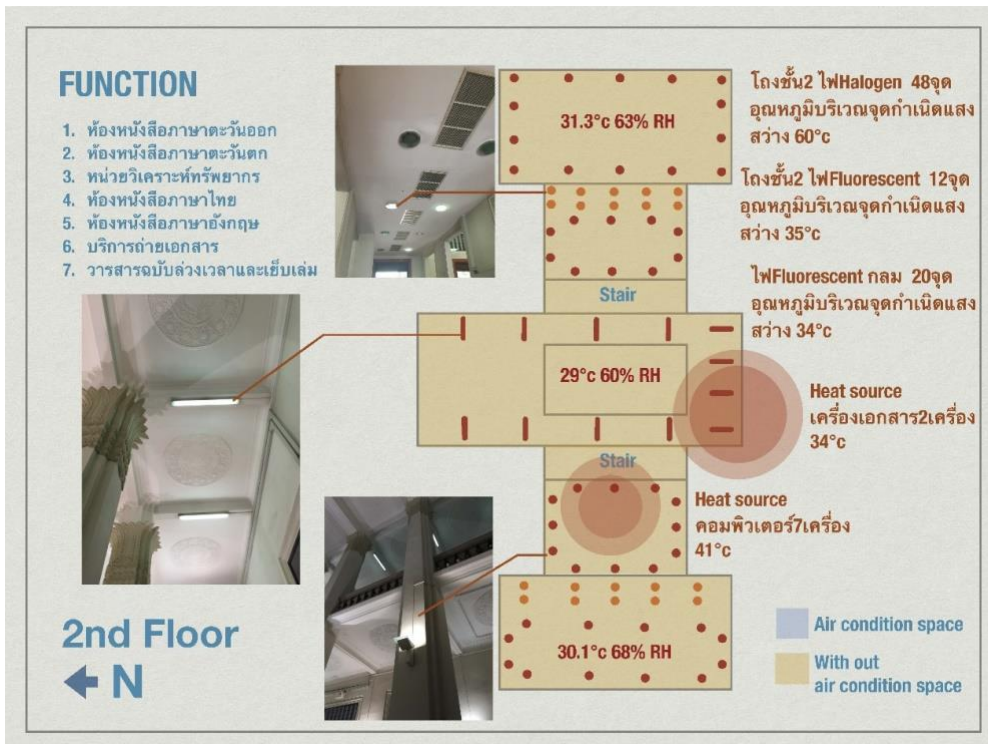 FUNCTION
1. ห้องหนังสือภาษาตะวันออก
2. ห้องหนังสือภาษาตะวันตก
3. หน่วยวิเคราะห์ทรัพยากร
4. ห้องหนังสือภาษาไทย
5. ห้องหนังสือภาษาอังกฤษ
6. บริการถ่ายเอกสาร
7. วารสารฉบับล่วงเวลาและเย็บเล่ม
31.3°c 63% RH
โถงชั้น2 ไฟHalogen 48จุด
อุณหภูมิบริเวณจุดกำเนิดแสง
สว่าง 60°c
โถงชั้น2 ไฟFluorescent 12จุด
อุณหภูมิบริเวณจุดกำเนิดแสง
สว่าง 35°c
Stair
ไฟFluorescent กลม 20จุด
อุณหภูมิบริเวณจุดกำเนิดแสง
สว่าง 34°c
29°c 60% RH
Heat source
เครื่องเอกสาร2เครื่อง
34°c
Stair
Heat source
คอมพิวเตอร์7เครื่อง
41°c
30.1°c 68% RH
2nd Floor
N
Air condition space
With out
air condition space